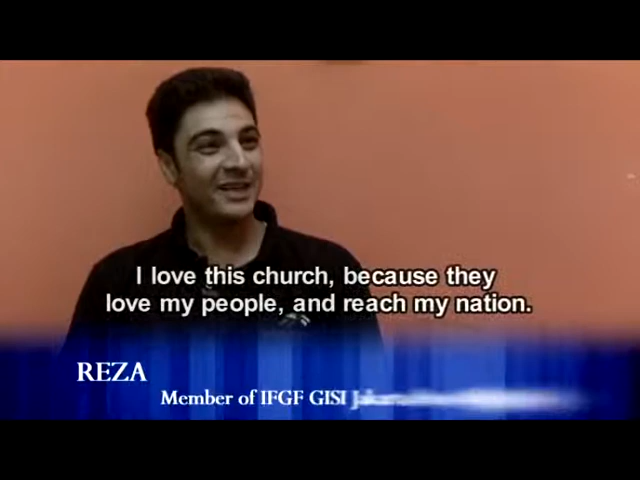 I love this church, because they
love my people, and reach my nation.
REZA
Member of IFGF GISI